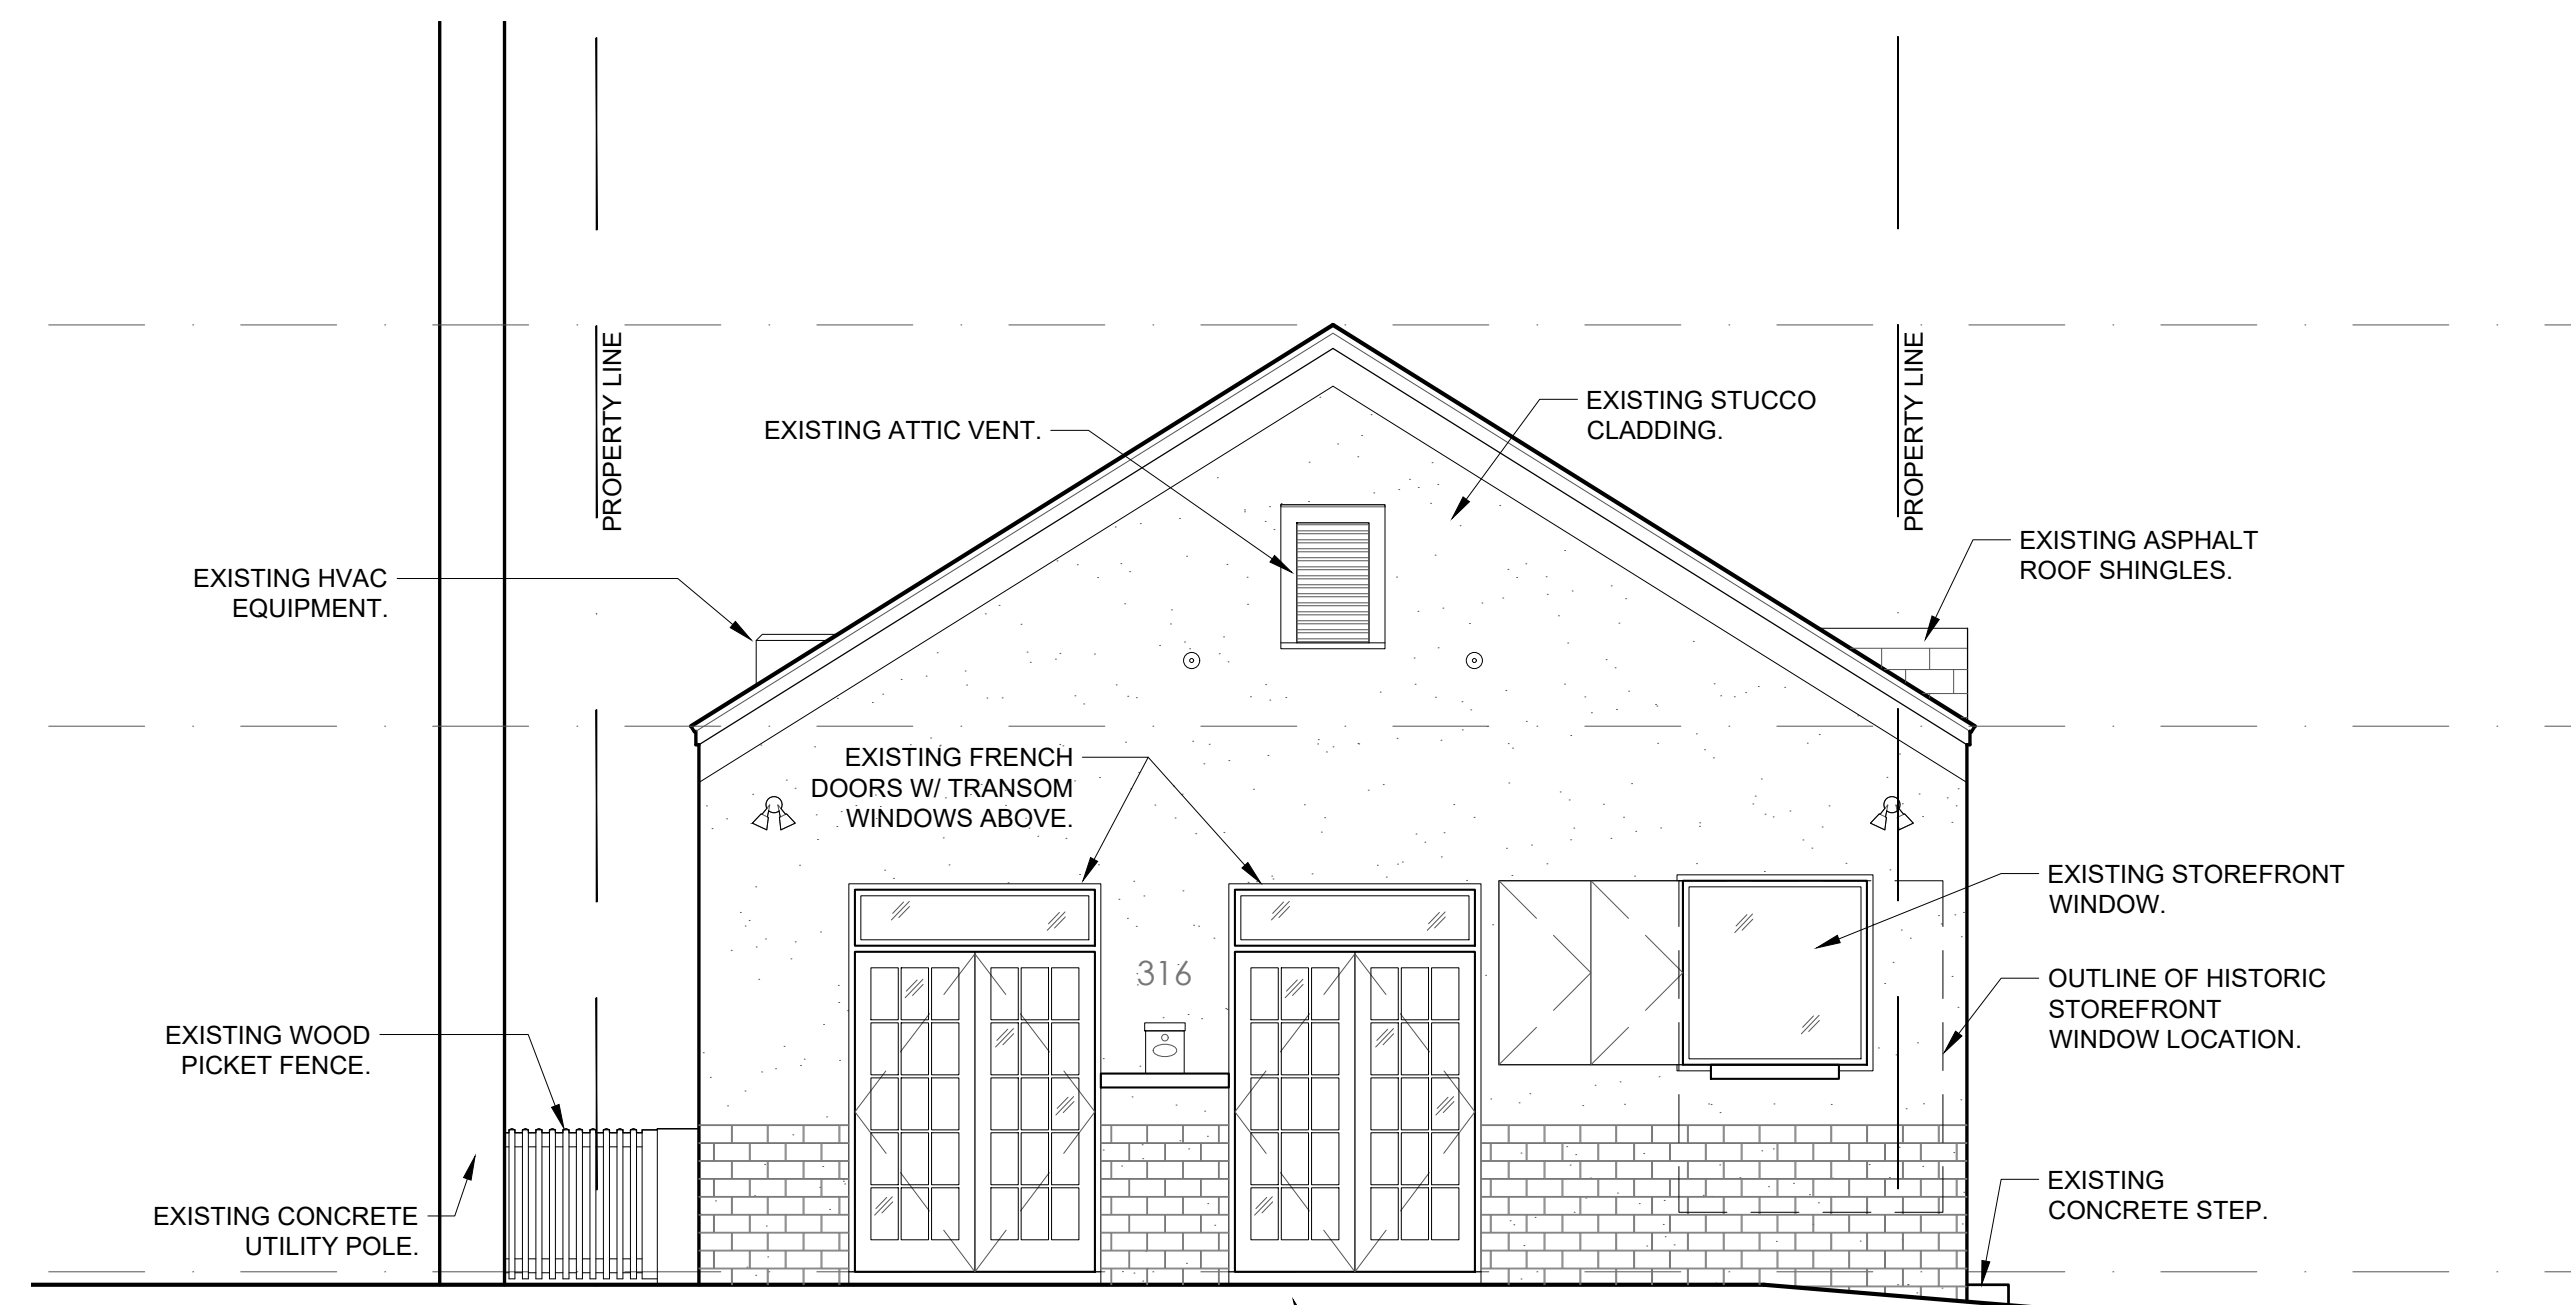 PROPERTY LINE
PROPERTY LINE
EXISTING STUCCO
CLADDING.
EXISTING ATTIC VENT.
EXISTING ASPHALT
ROOF SHINGLES.
EXISTING HVAC
EQUIPMENT.
EXISTING FRENCH
DOORS W/ TRANSOM
WINDOWS ABOVE.
EXISTING STOREFRONT
WINDOW.
316
OUTLINE OF HISTORIC
STOREFRONT
WINDOW LOCATION.
EXISTING WOOD
PICKET FENCE.
EXISTING
CONCRETE STEP.
EXISTING CONCRETE
UTILITY POLE.